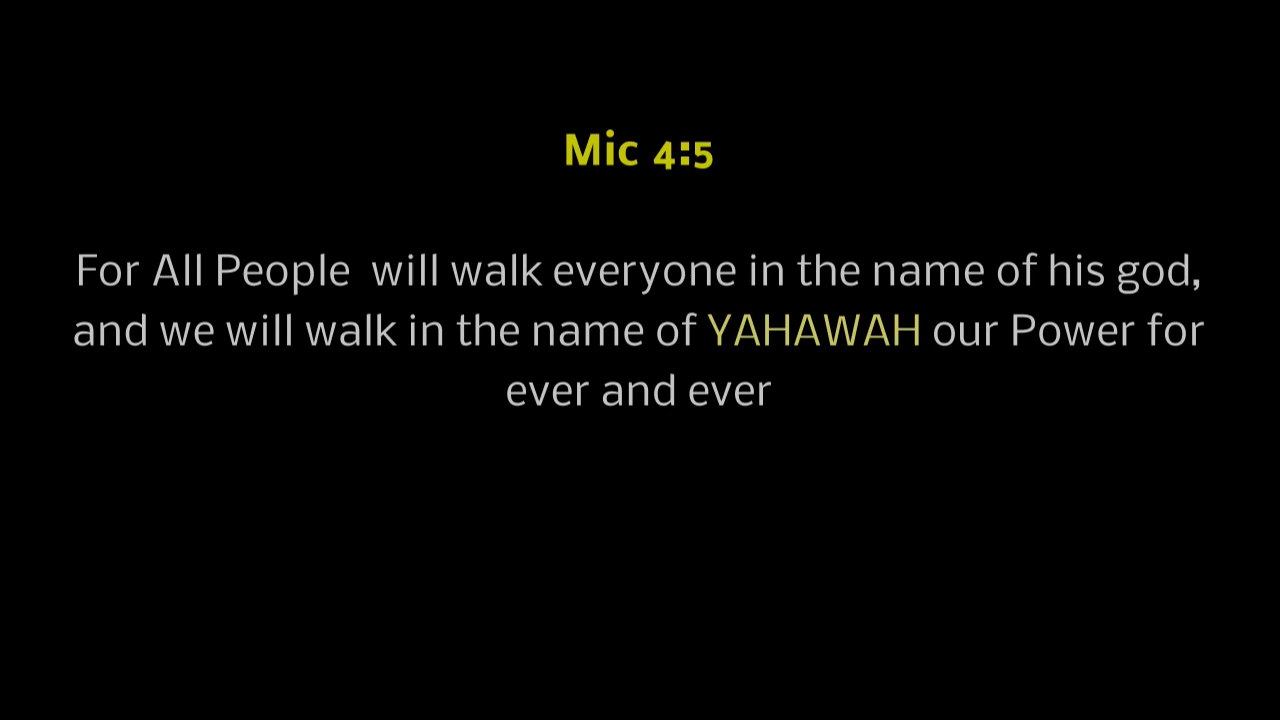 Mic 4:5
For All People  will walk everyone in the name of his god,
and we will walk in the name of YAHAWAH our Power for
ever and ever